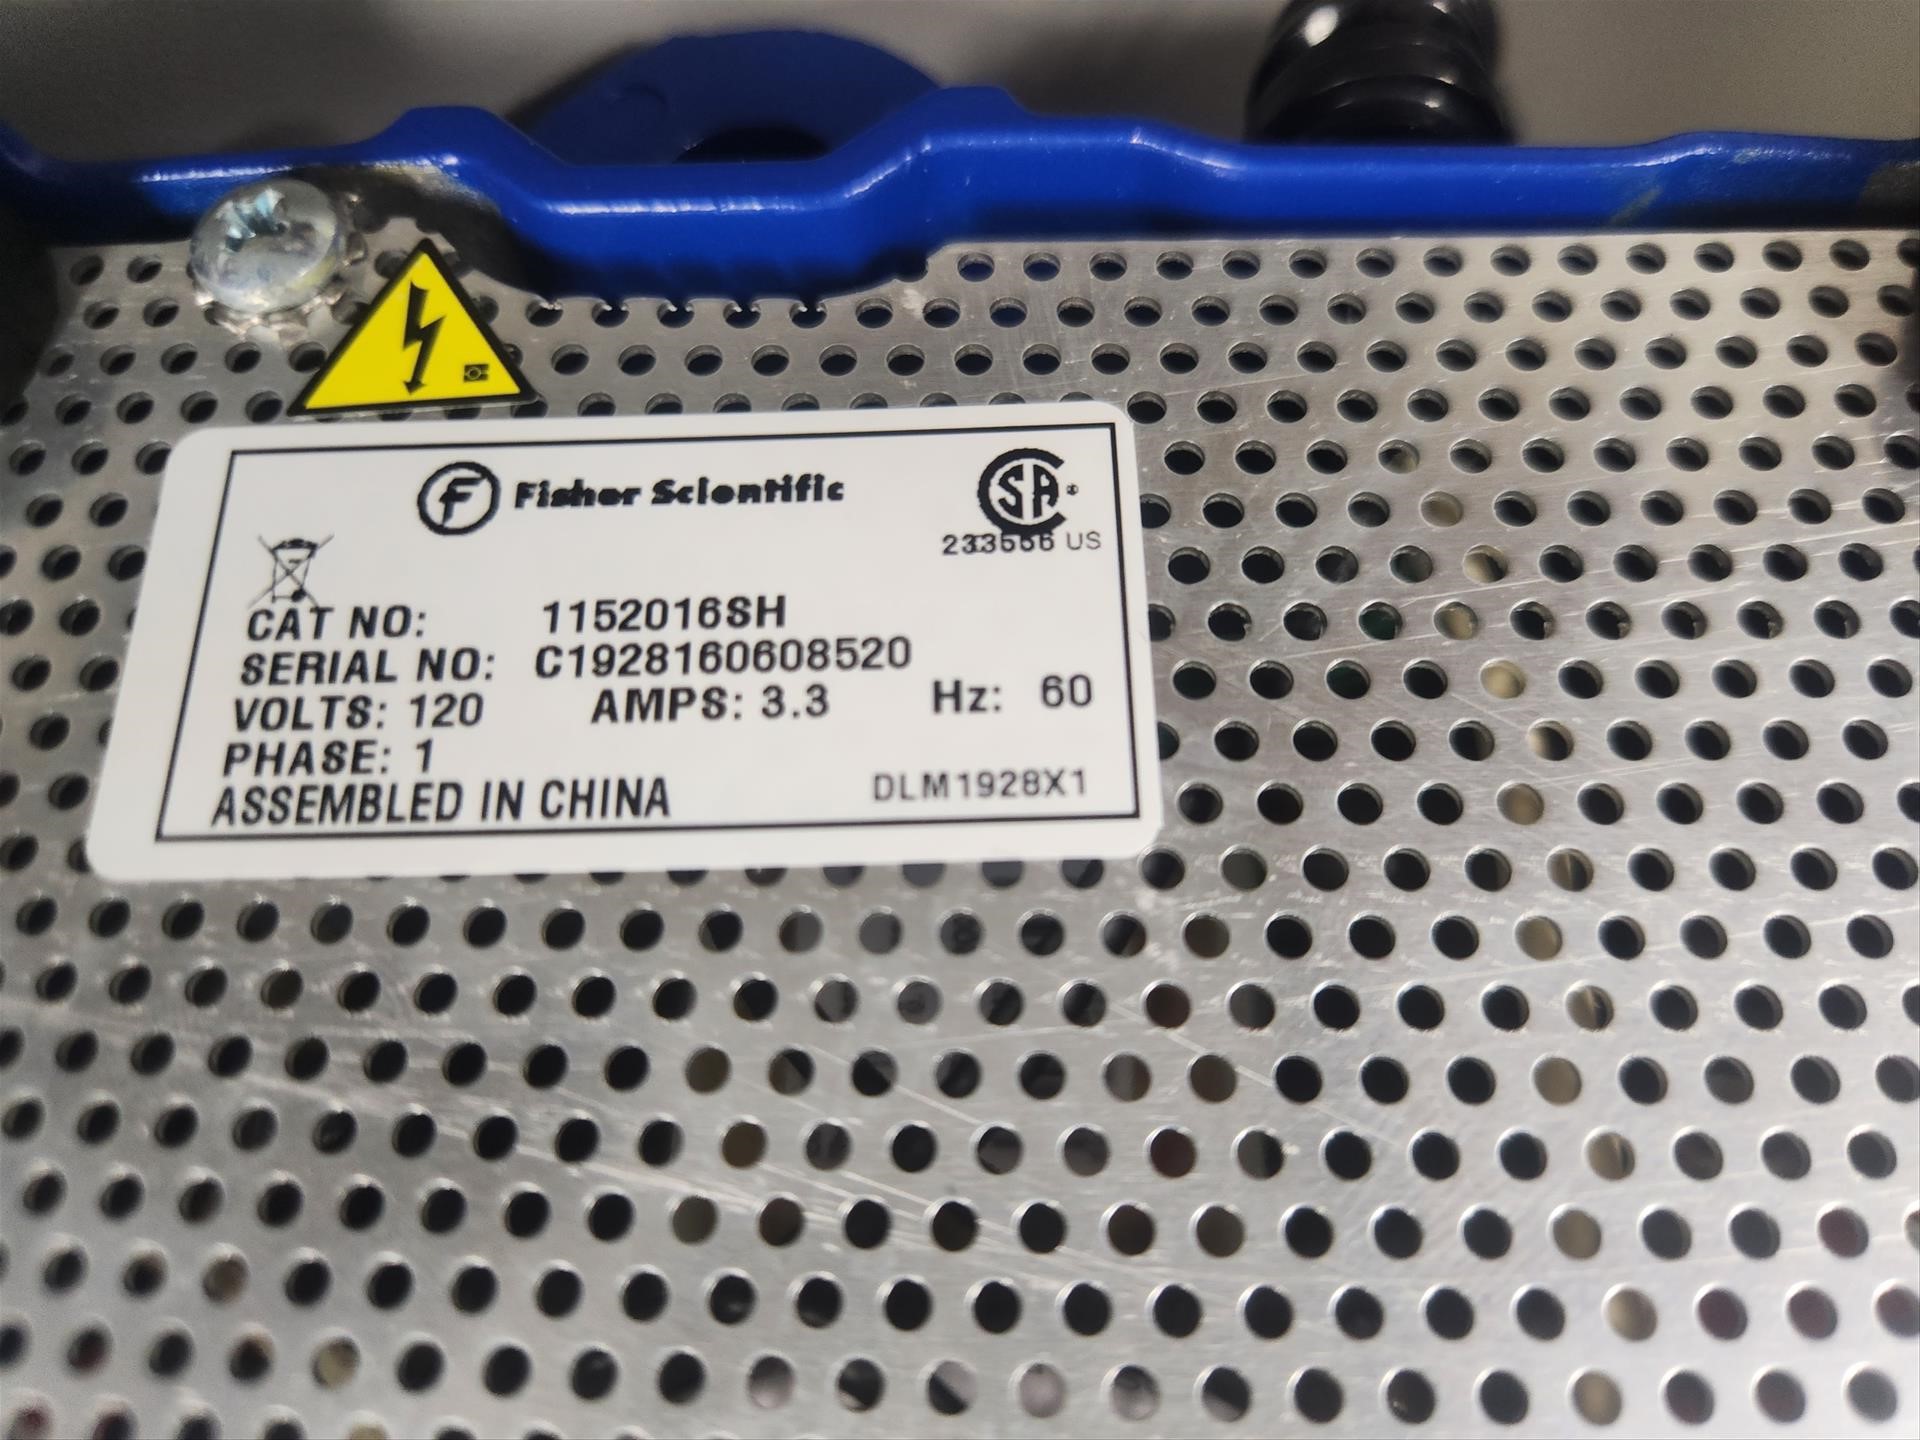 F Fisher Scientific
SA
US
CAT NO: 1152016SH
SERIAL NO: C1928160608520
VOLTS: 120 AMPS: 3.3 Hz: 60
PHASE: 1
ASSEMBLED IN CHINA DLM1928X1